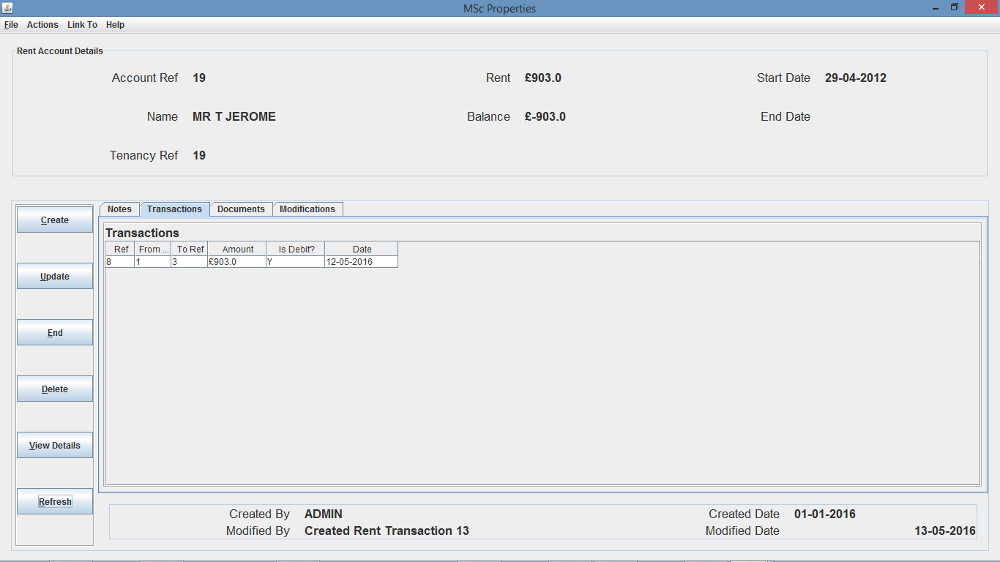 MSc Properties
File Actions Link To Help
Rent Account Details
Account Ref 19 Rent £903.0 Start Date 29-04-2012
Name MR T JEROME Balance £-903.0 End Date
Tenancy Ref 19
Notes Transactions Documents Modifications
Create
Update
End
Delete
View Details
Refresh
Transactions
Ref From ... To Ref Amount Is Debit? Date
8 1 3 £903.0 Y 12-05-2016
Created By ADMIN Created Date 01-01-2016
Modified By Created Rent Transaction 13 Modified Date 13-05-2016